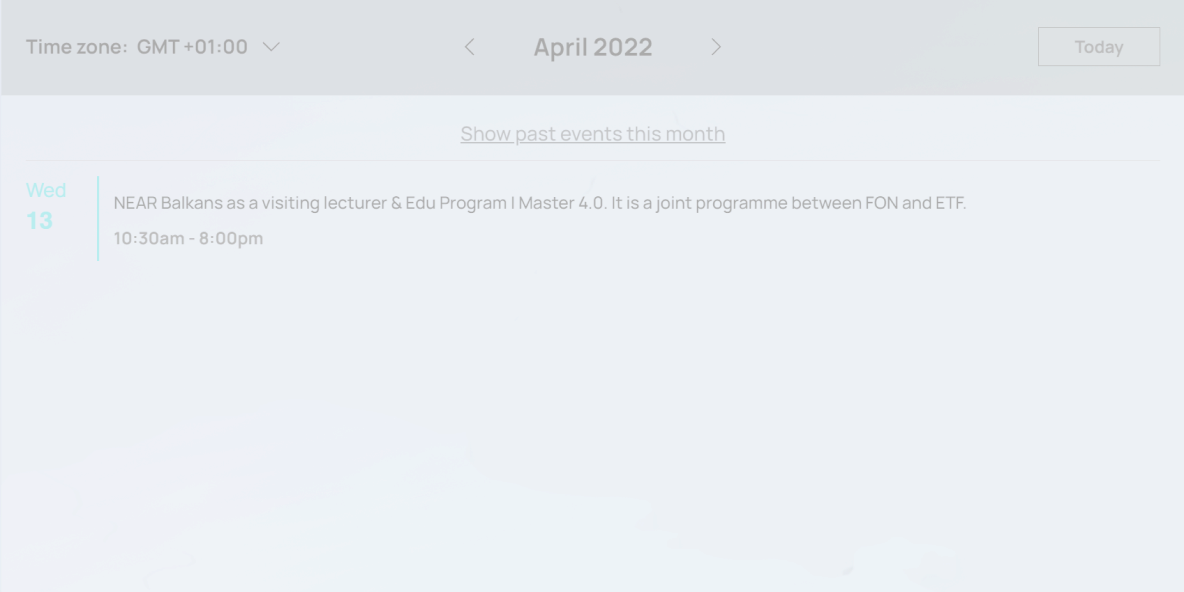 Time zone: GMT +01:00
April 2022
Today
Show past events this month
Wed
13
NEAR Balkans as a visiting lecturer & Edu Program | Master 4.0. It is a joint programme between FON and ETF.
10:30am - 8:00pm